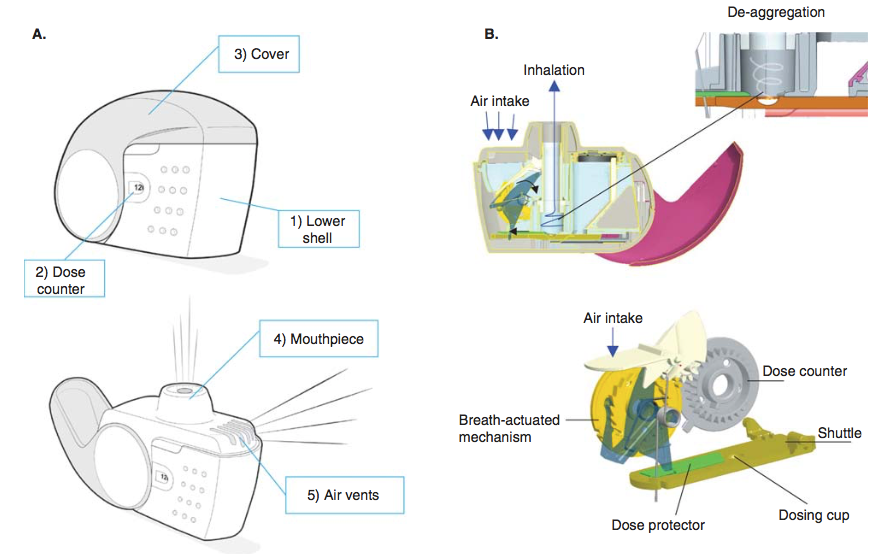 A.
3) Cover
12
1) Lower
shell
2) Dose
counter
4) Mouthpiece
12
5) Air vents
B.
De-aggregation
Inhalation
Air intake
Air intake
Dose counter
Breath-actuated
mechanism
Shuttle
Dosing cup
Dose protector